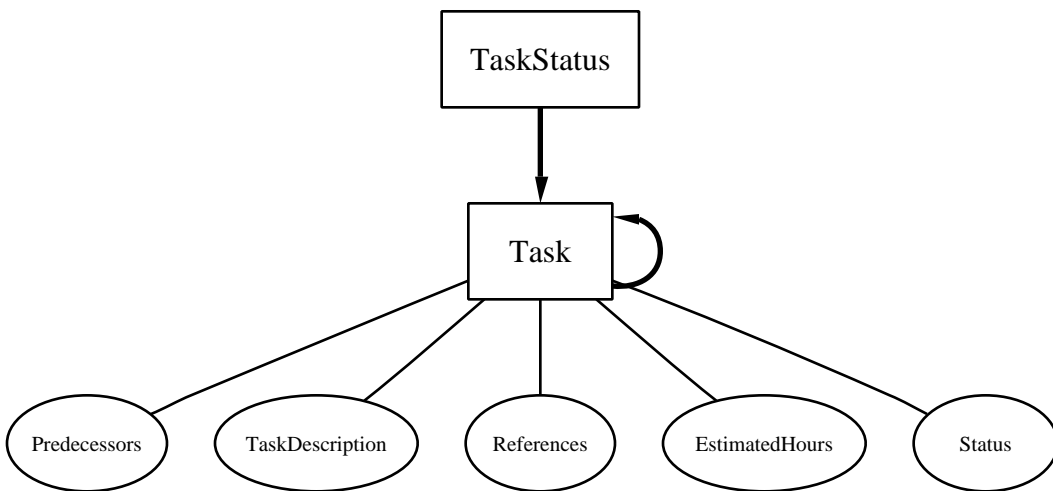 TaskStatus
Task
Predecessors
TaskDescription
References
EstimatedHours
Status